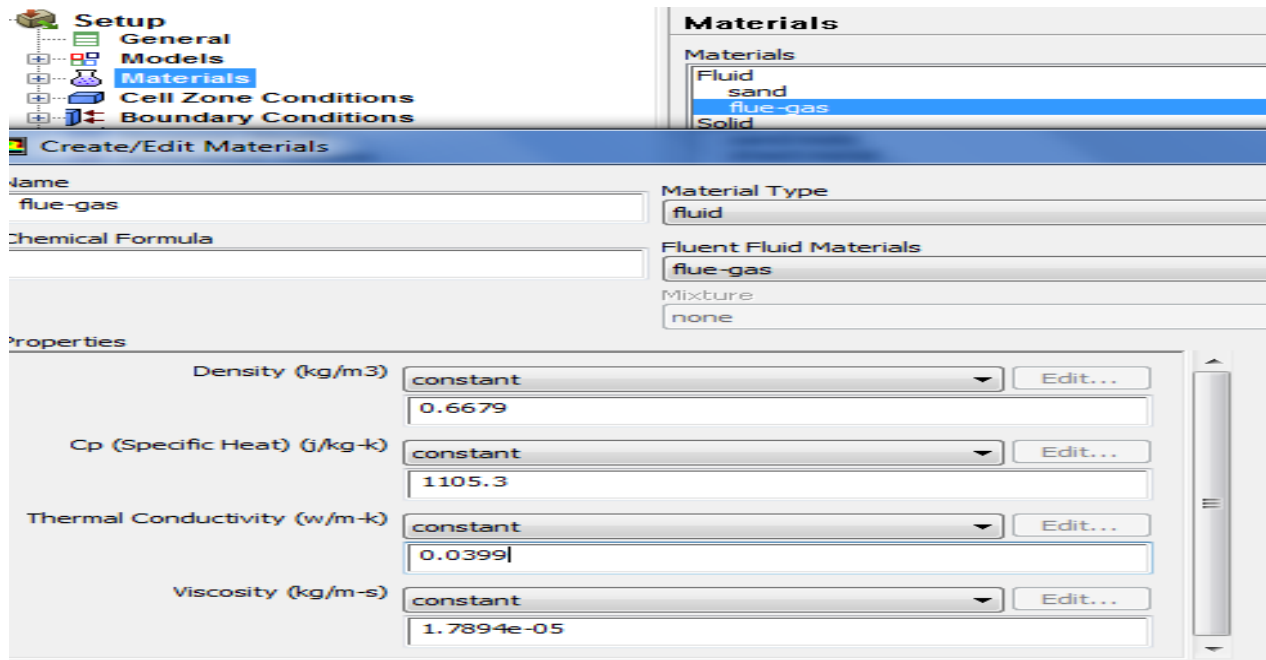 Setup
General
Models
Materials
Cell Zone Conditions
Boundary Conditions
Materials
Materials
Fluid
sand
flue-gas
Solid
Create/Edit Materials
Name
flue-gas
Chemical Formula
Material Type
fluid
Fluent Fluid Materials
flue-gas
Mixture
none
Properties
Density (kg/m3) constant Edit...
0.6679
Cp (Specific Heat) (j/kg-k) constant Edit...
1105.3
Thermal Conductivity (w/m-k) constant Edit...
0.0399
Viscosity (kg/m-s) constant Edit...
1.7894e-05